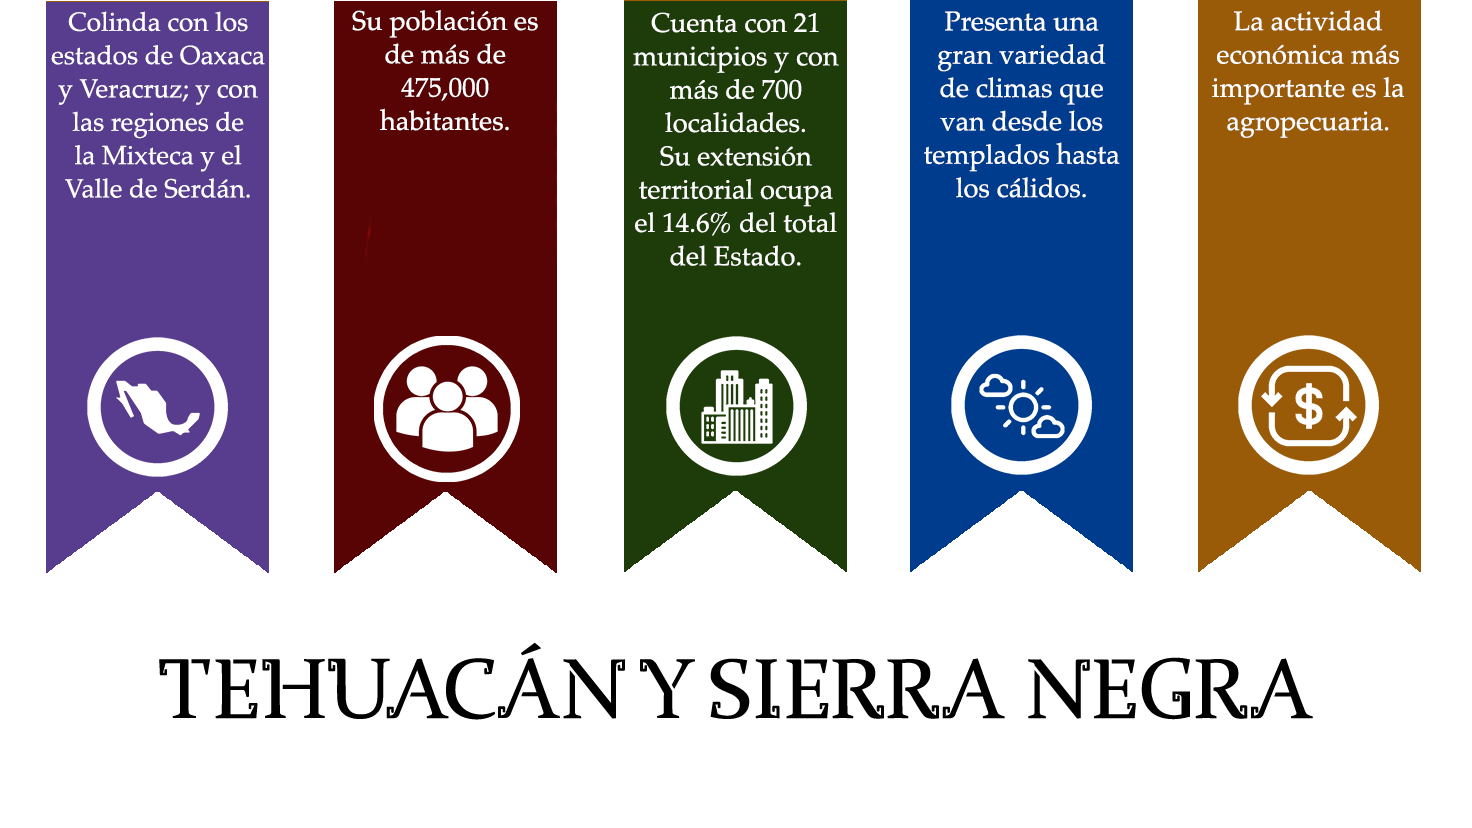 Colinda con los
estados de Oaxaca
y Veracruz; y con
las regiones de
la Mixteca y el
Valle de Serdán.
Su población es
de más de
475,000
habitantes.
Cuenta con 21
municipios y con
más de 700
localidades.
Su extensión
territorial ocupa
el 14.6% del total
del Estado.
Presenta una
gran variedad
de climas que
van desde los
templados hasta
los cálidos.
La actividad
económica más
importante es la
agropecuaria.
$
TEHUACÁN Y SIERRA NEGRA